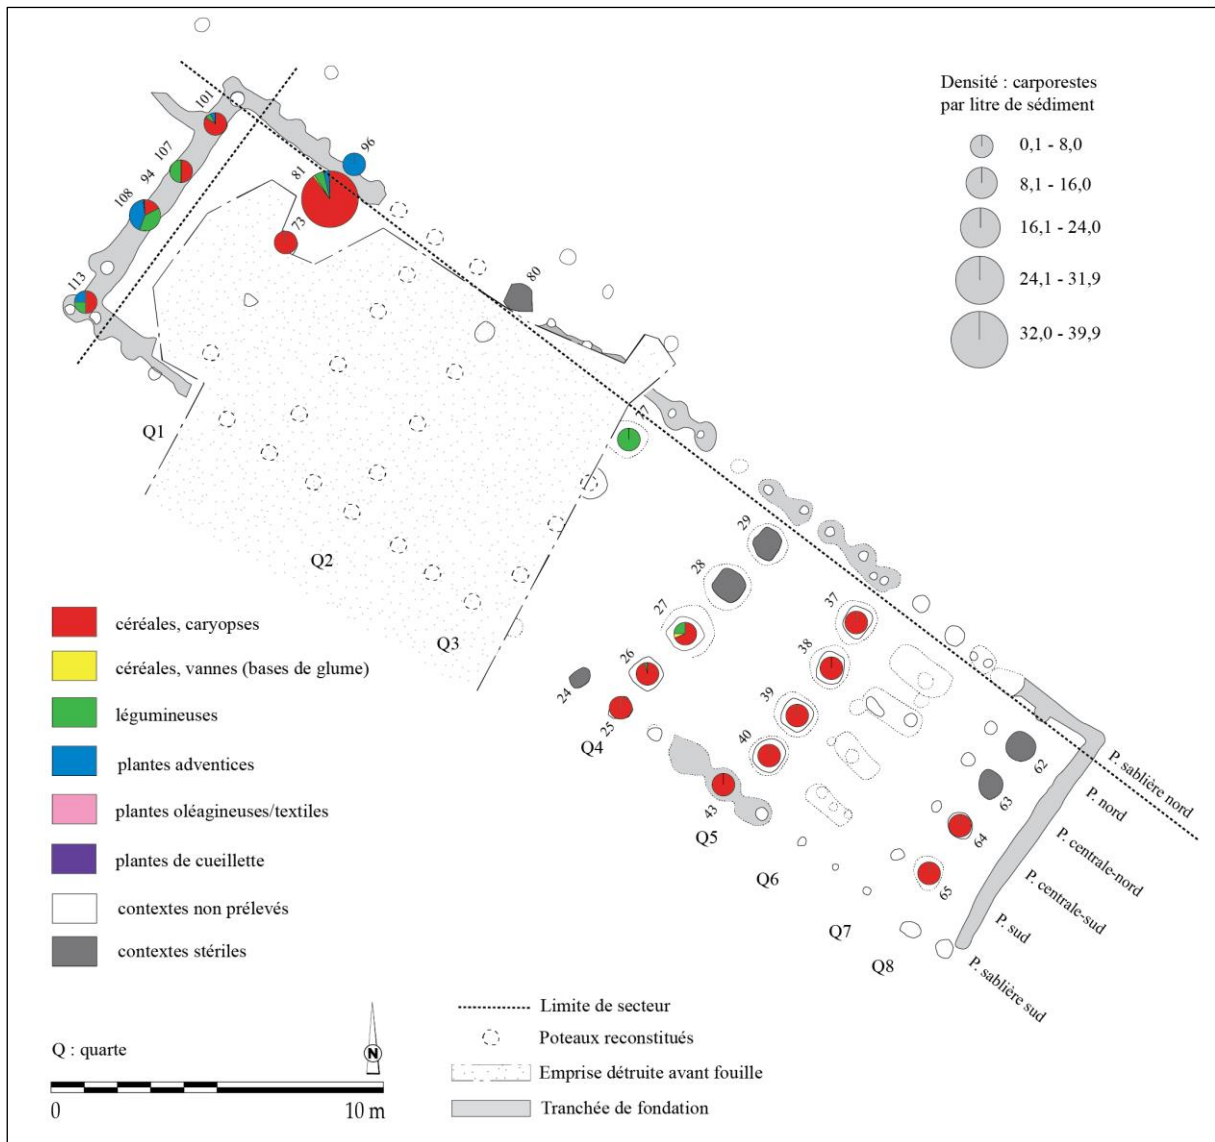 Densité : carporestes
par litre de sédiment
0,1 - 8,0
8,1 - 16,0
16,1 - 24,0
24,1 - 31,9
32,0 - 39,9
101
107
94
108
113
96
81
73
80
77
Q1
Q2
Q3
29
28
27
26
25
24
Q4
37
38
39
40
43
Q5
Q6
Q7
Q8
62
63
64
65
P. sablière nord
P. nord
P. centrale-nord
P. centrale-sud
P. sud
P. sablière sud
céréales, caryopses
céréales, vannes (bases de glume)
légumineuses
plantes adventices
plantes oléagineuses/textiles
plantes de cueillette
contextes non prélevés
contextes stériles
Q : quarte
0 10 m
N
Limite de secteur
Poteaux reconstitués
Emprise détruite avant fouille
Tranchée de fondation